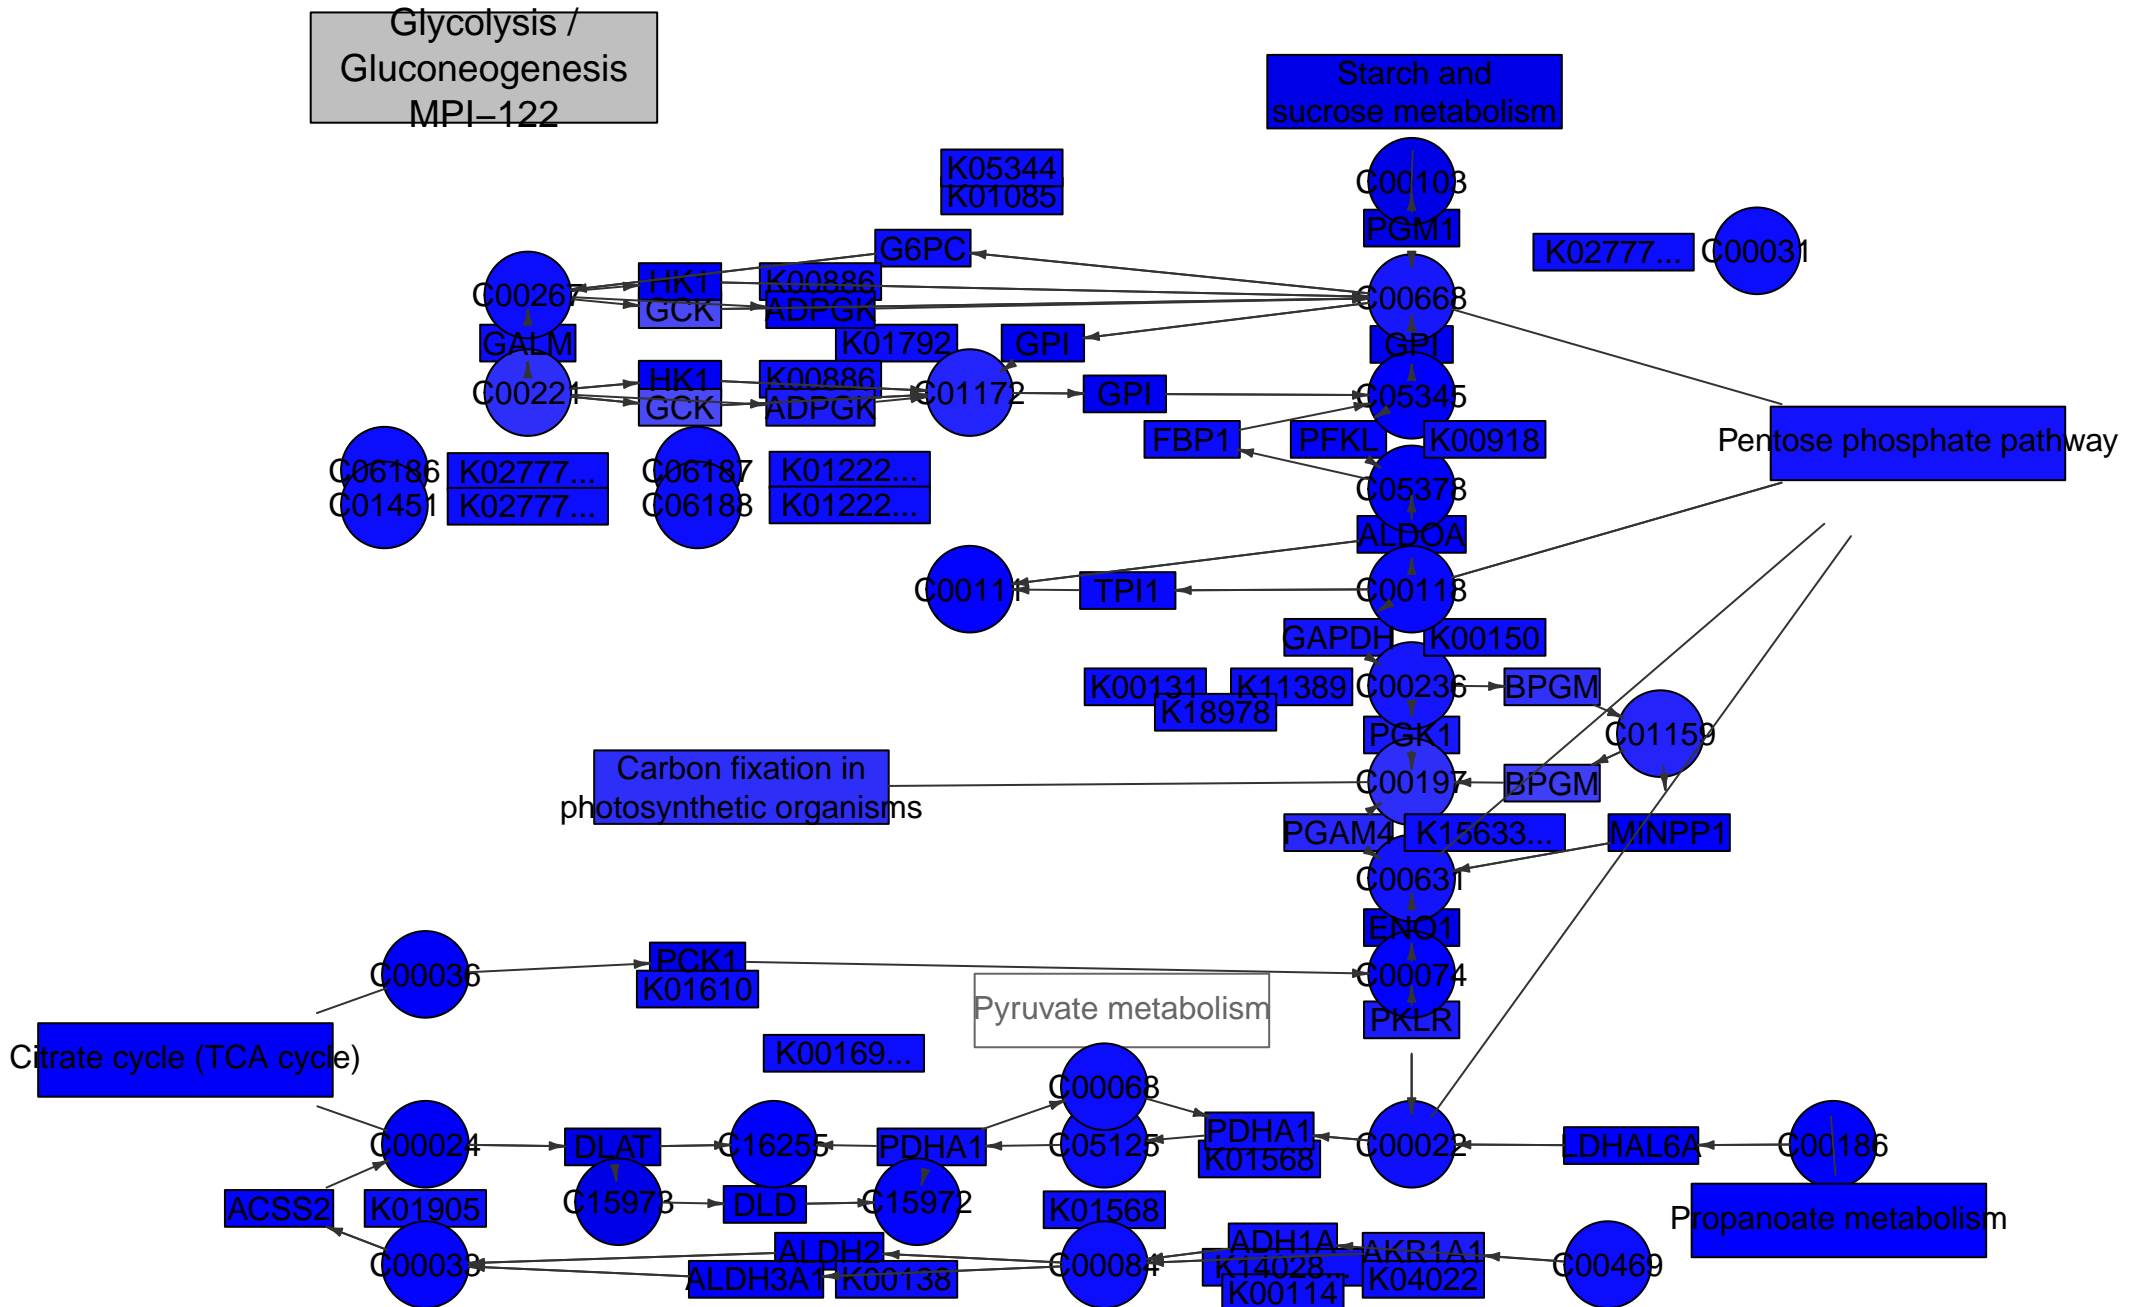 Glycolysis /
Gluconeogenesis
MPI–122
Starch and
sucrose metabolism
K05344
K01085
C00103
PGM1
G6PC
K02777...
C00031
C00267
HK1
K00886
GCK
ADPGK
C00668
GALM
K01792
GPI
GPI
C00221
HK1
K00886
GCK
ADPGK
C01172
GPI
C05345
FBP1
PFKL
K00918
Pentose phosphate pathway
C06186
K02777...
C06187
K01222...
C01451
K02777...
C06188
K01222...
C05378
ALDOA
C00111
TPI1
C00118
GAPDH
K00150
K00131
K11389
K18978
C00236
BPGM
PGK1
C01159
Carbon fixation in
photosynthetic organisms
C00197
BPGM
PGAM4
K15633...
MINPP1
C00631
ENO1
C00036
PCK1
K01610
C00074
Pyruvate metabolism
PKLR
Citrate cycle (TCA cycle)
K00169...
C00068
C00024
DLAT
C16255
PDHA1
C05125
PDHA1
K01568
C00022
LDHAL6A
C00186
ACSS2
K01905
C15973
DLD
C15972
K01568
Propanoate metabolism
C00033
ALDH2
ALDH3A1
K00138
C00084
ADH1A
K14028...
K00114
AKR1A1
K04022
C00469